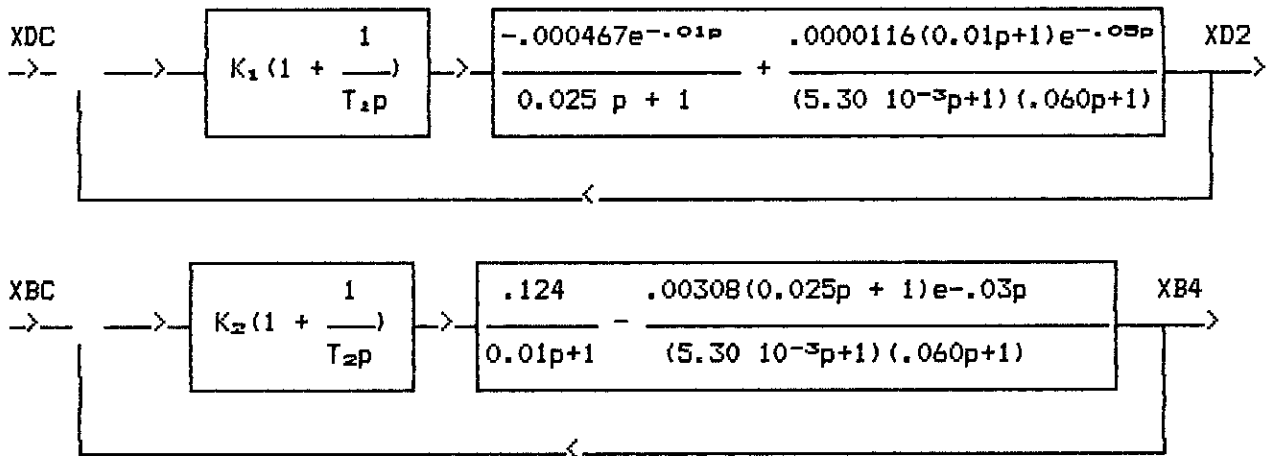 XDC 1 -.000467e-.01p .0000116(0.01p+1)e-.05p XD2
K1(1 + ) +
T1p 0.025 p + 1 (5.30 10-3p+1)(.060p+1)
XBC 1 .124 .00308(0.025p + 1)e-.03p XB4
K2(1 + ) -
T2p 0.01p+1 (5.30 10-3p+1)(.060p+1)